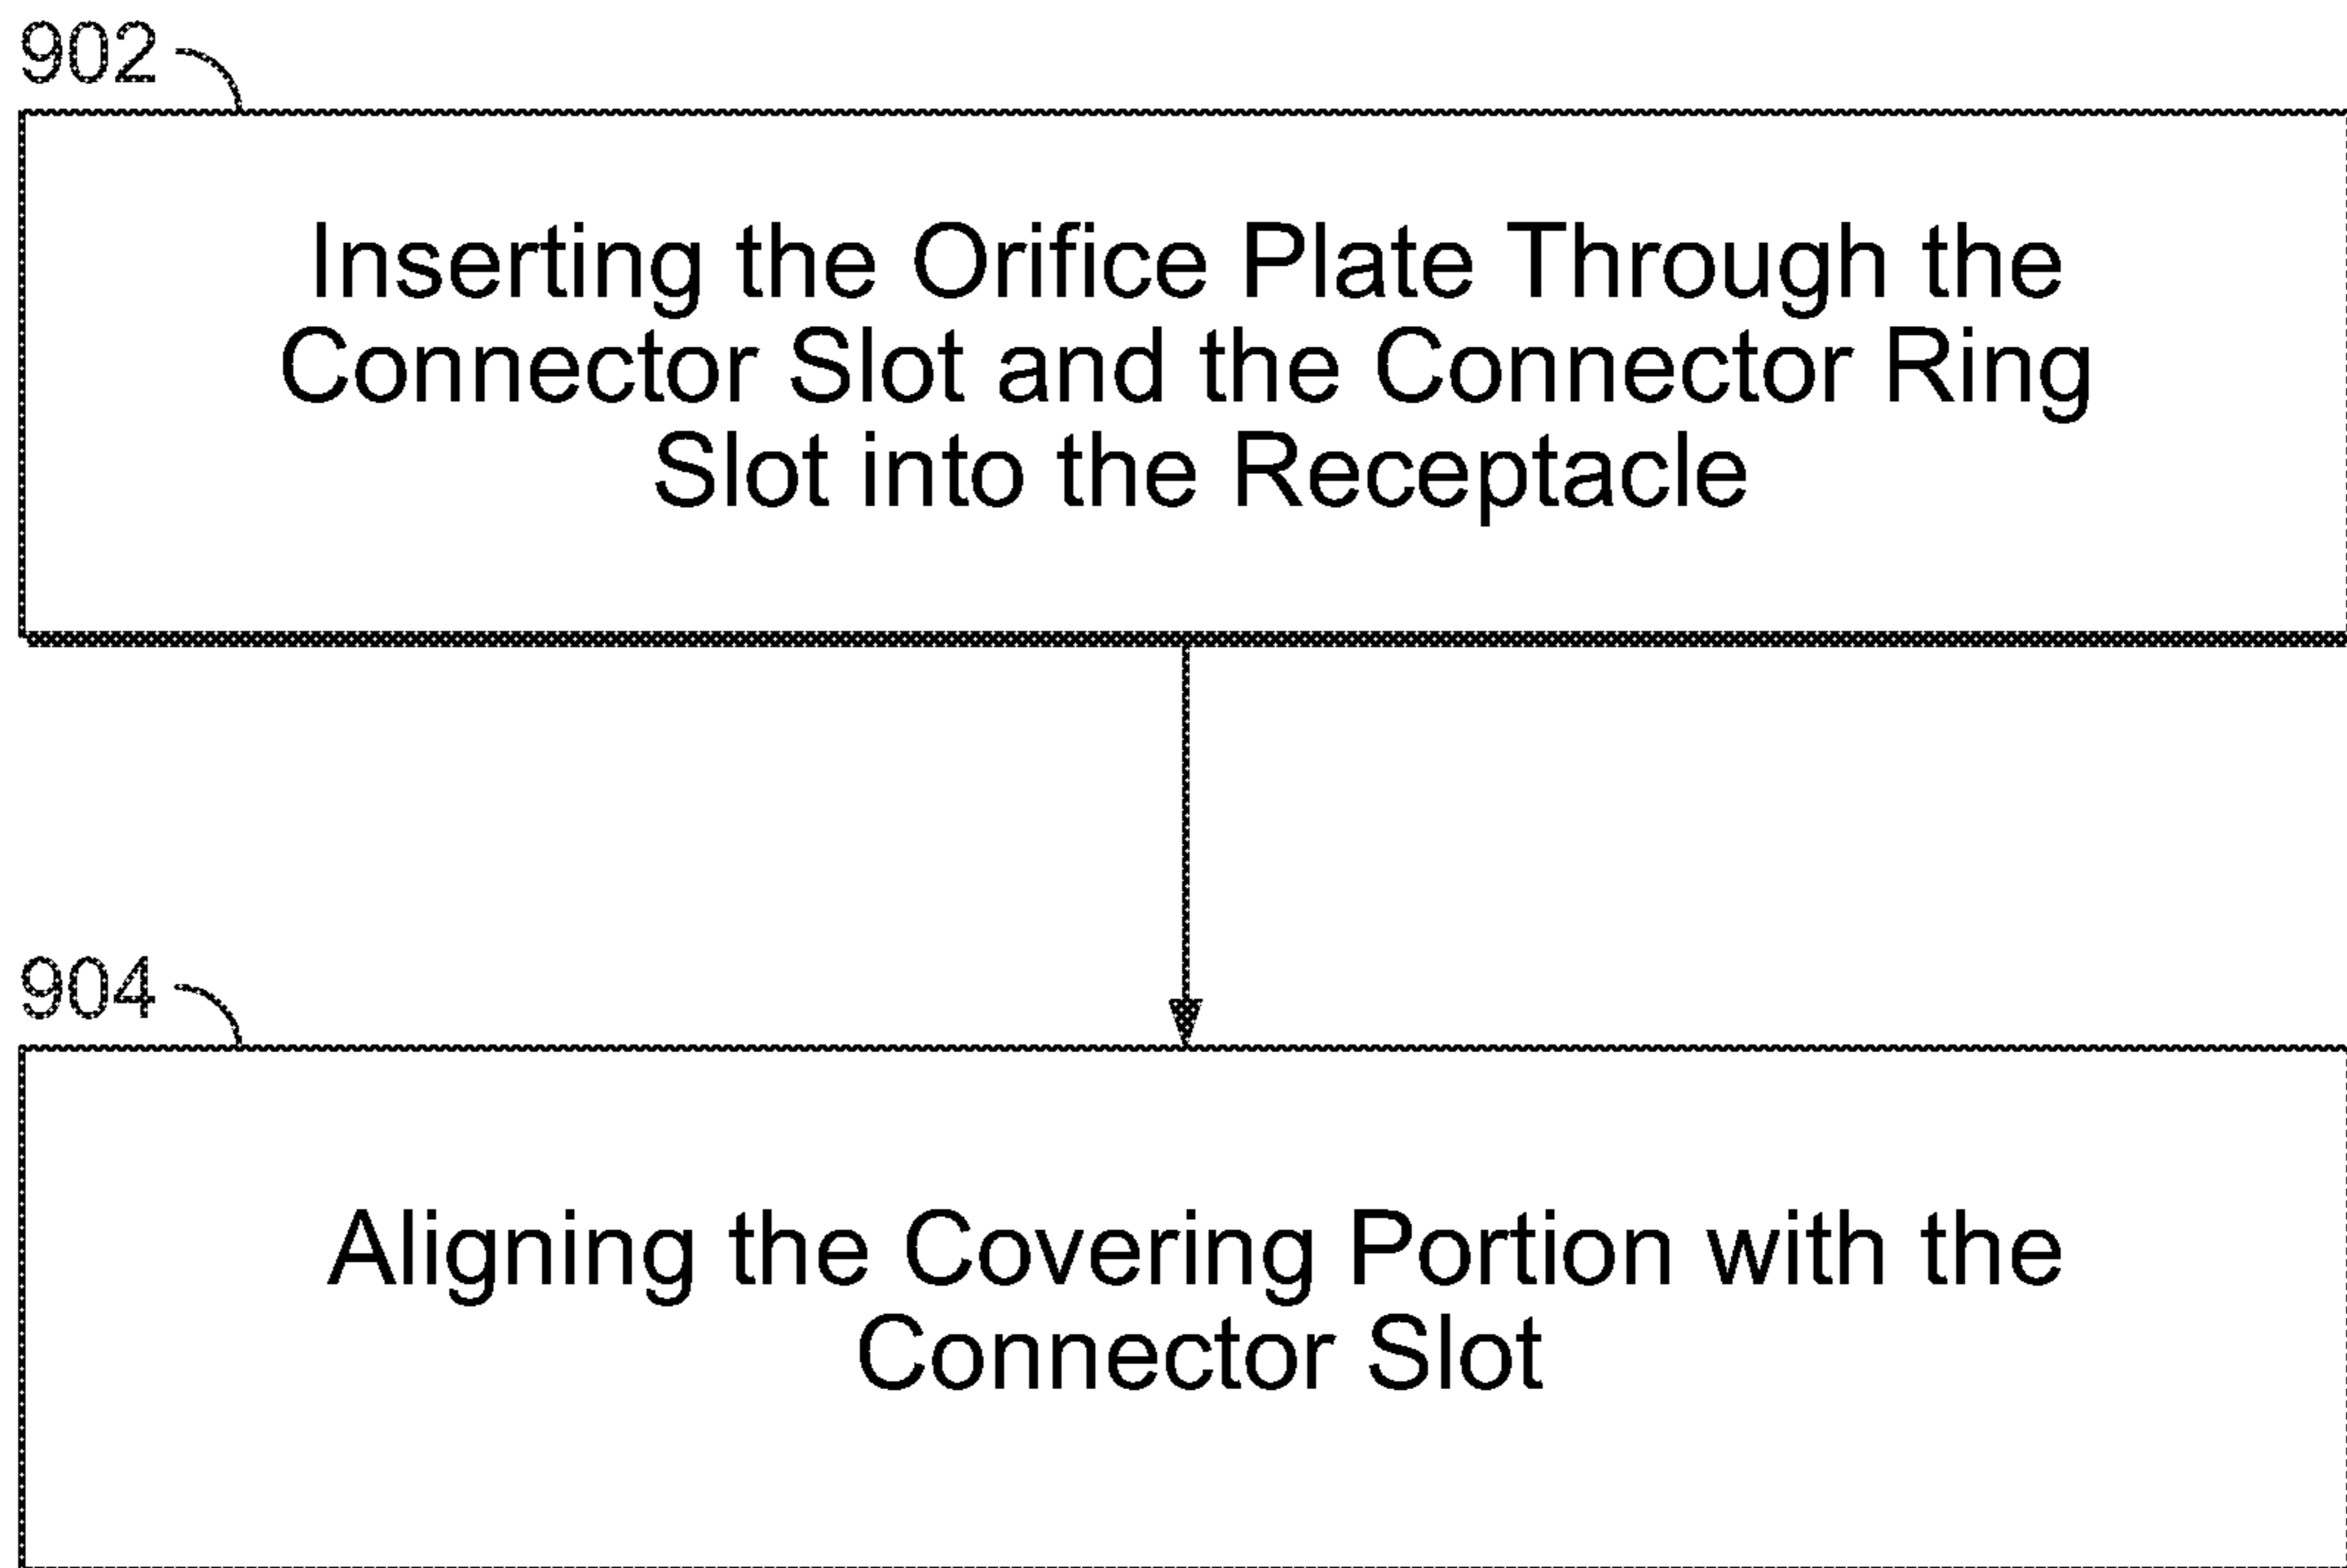 902
Inserting the Orifice Plate Through the
Connector Slot and the Connector Ring
Slot into the Receptacle
904
Aligning the Covering Portion with the
Connector Slot